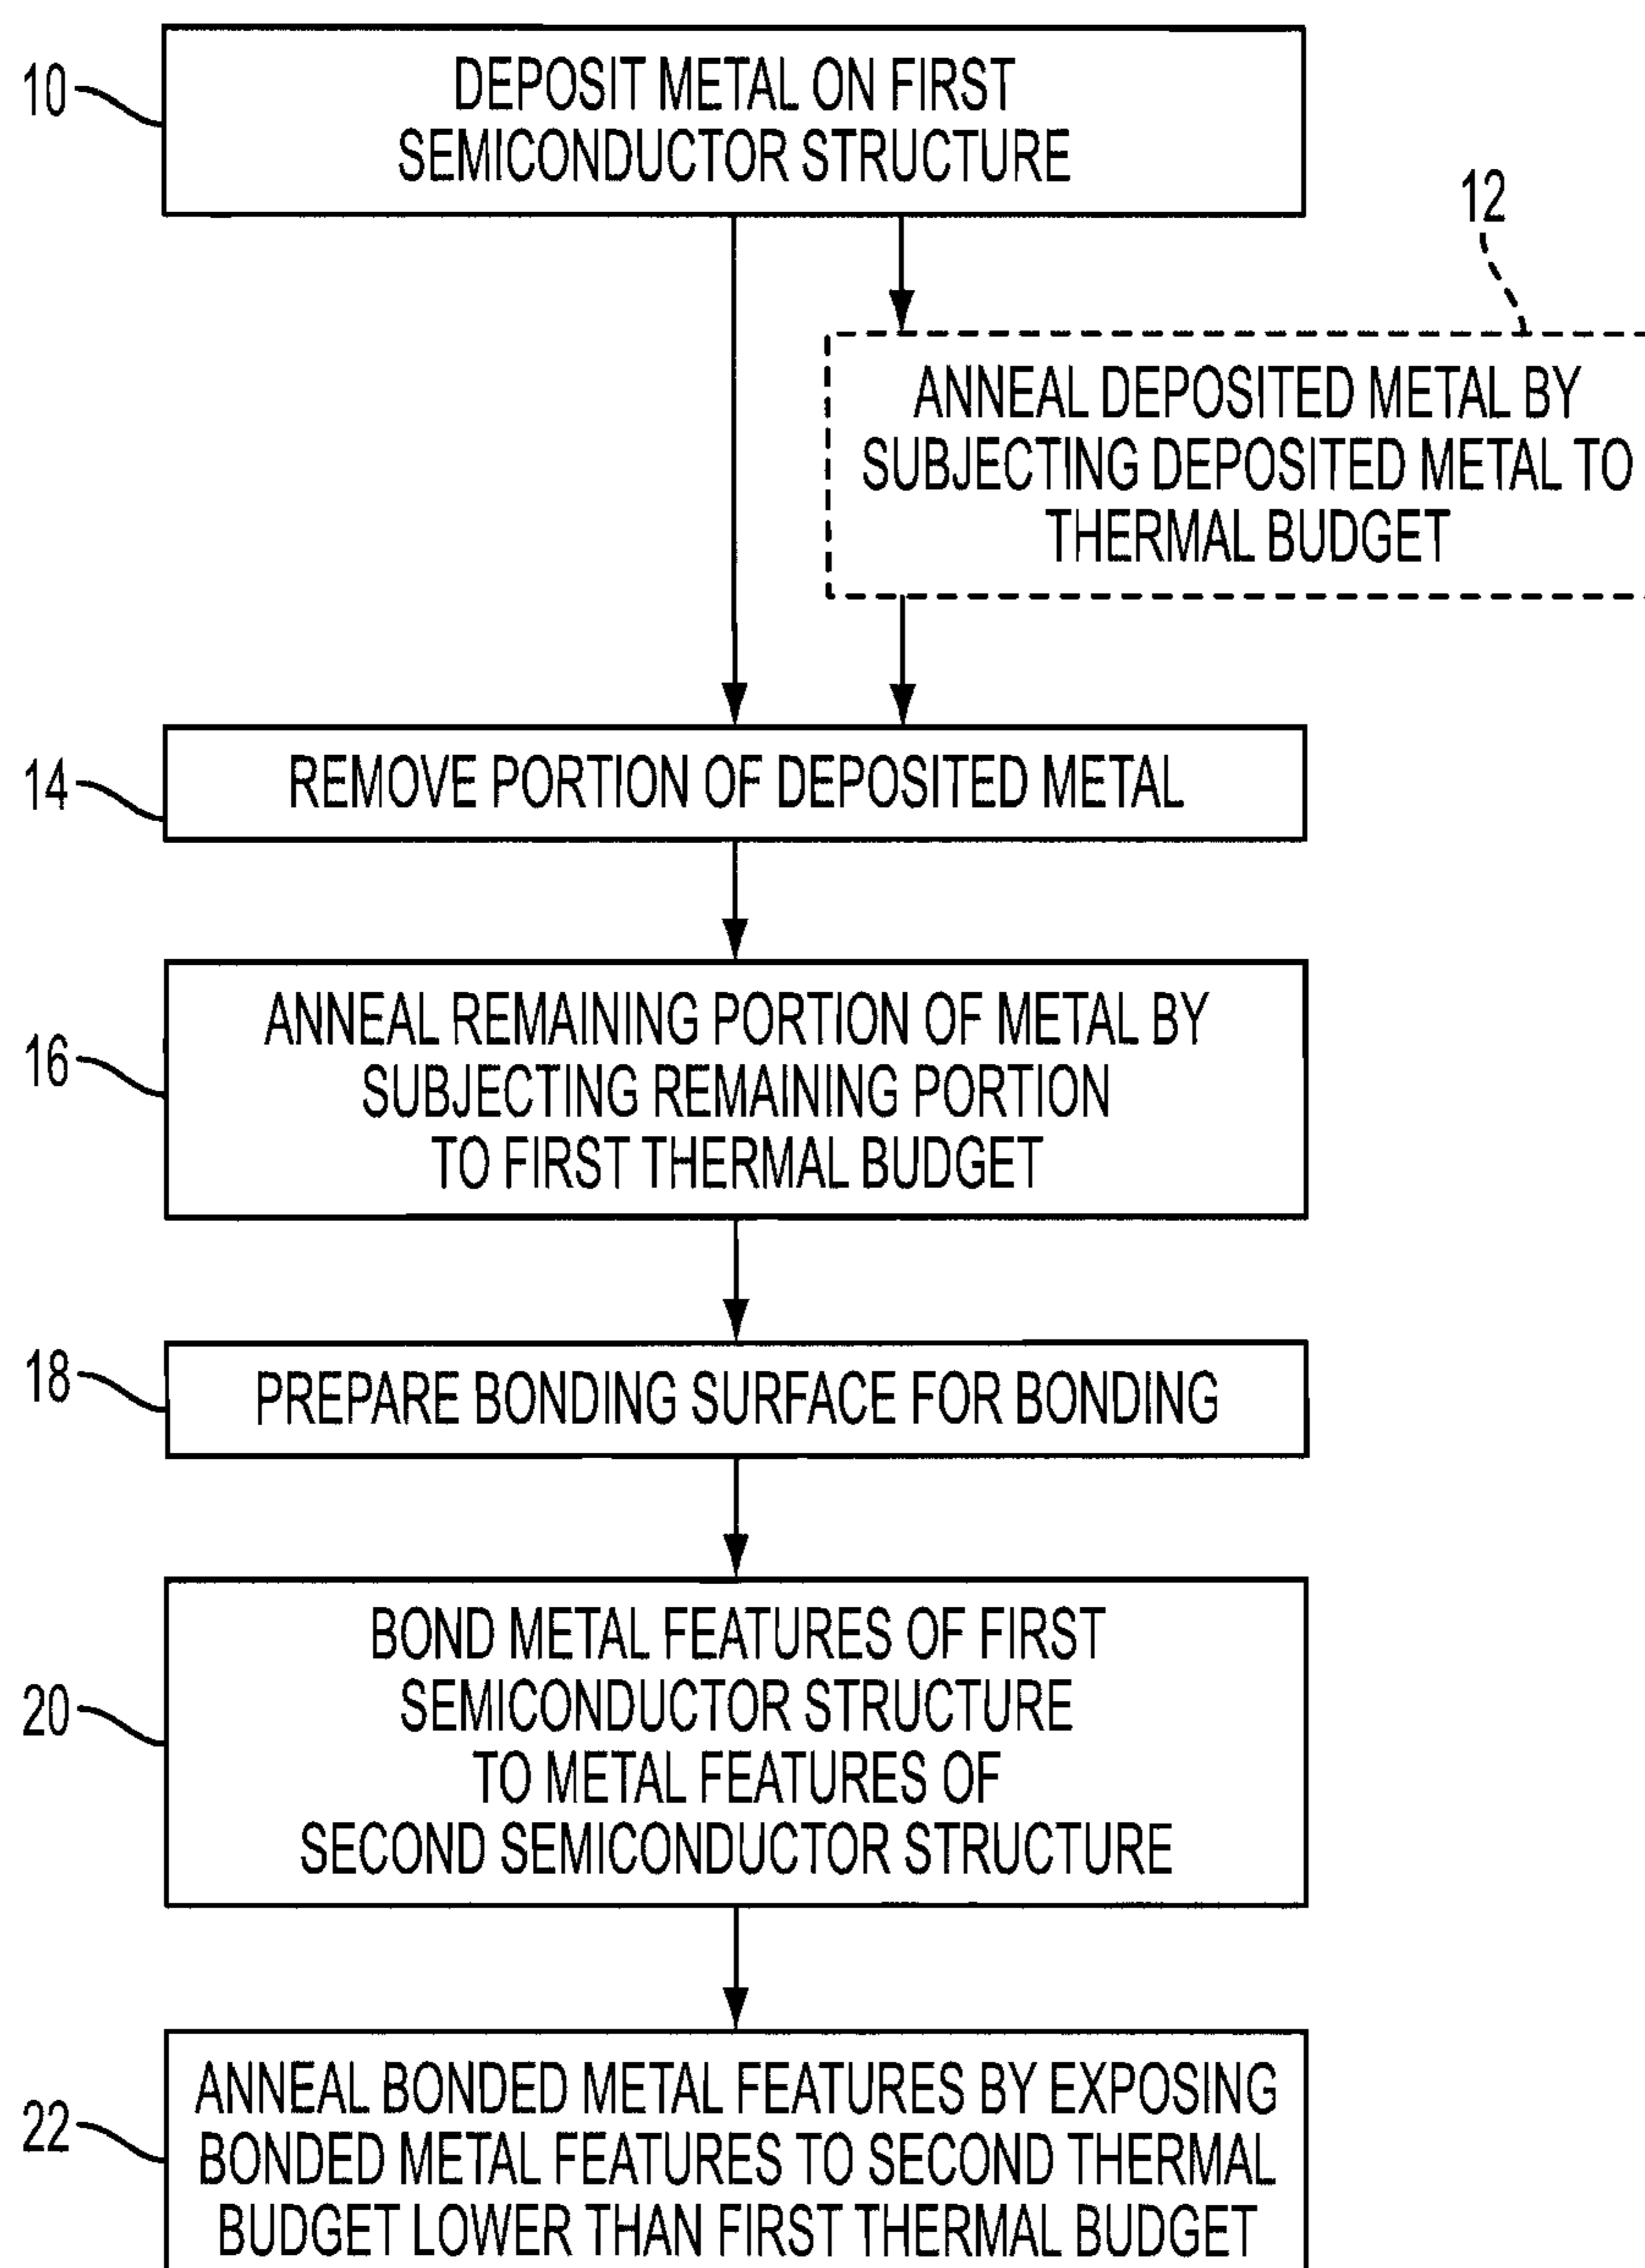 10
DEPOSIT METAL ON FIRST
SEMICONDUCTOR STRUCTURE
12
ANNEAL DEPOSITED METAL BY
SUBJECTING DEPOSITED METAL TO
THERMAL BUDGET
14
REMOVE PORTION OF DEPOSITED METAL
16
ANNEAL REMAINING PORTION OF METAL BY
SUBJECTING REMAINING PORTION
TO FIRST THERMAL BUDGET
18
PREPARE BONDING SURFACE FOR BONDING
20
BOND METAL FEATURES OF FIRST
SEMICONDUCTOR STRUCTURE
TO METAL FEATURES OF
SECOND SEMICONDUCTOR STRUCTURE
22
ANNEAL BONDED METAL FEATURES BY EXPOSING
BONDED METAL FEATURES TO SECOND THERMAL
BUDGET LOWER THAN FIRST THERMAL BUDGET